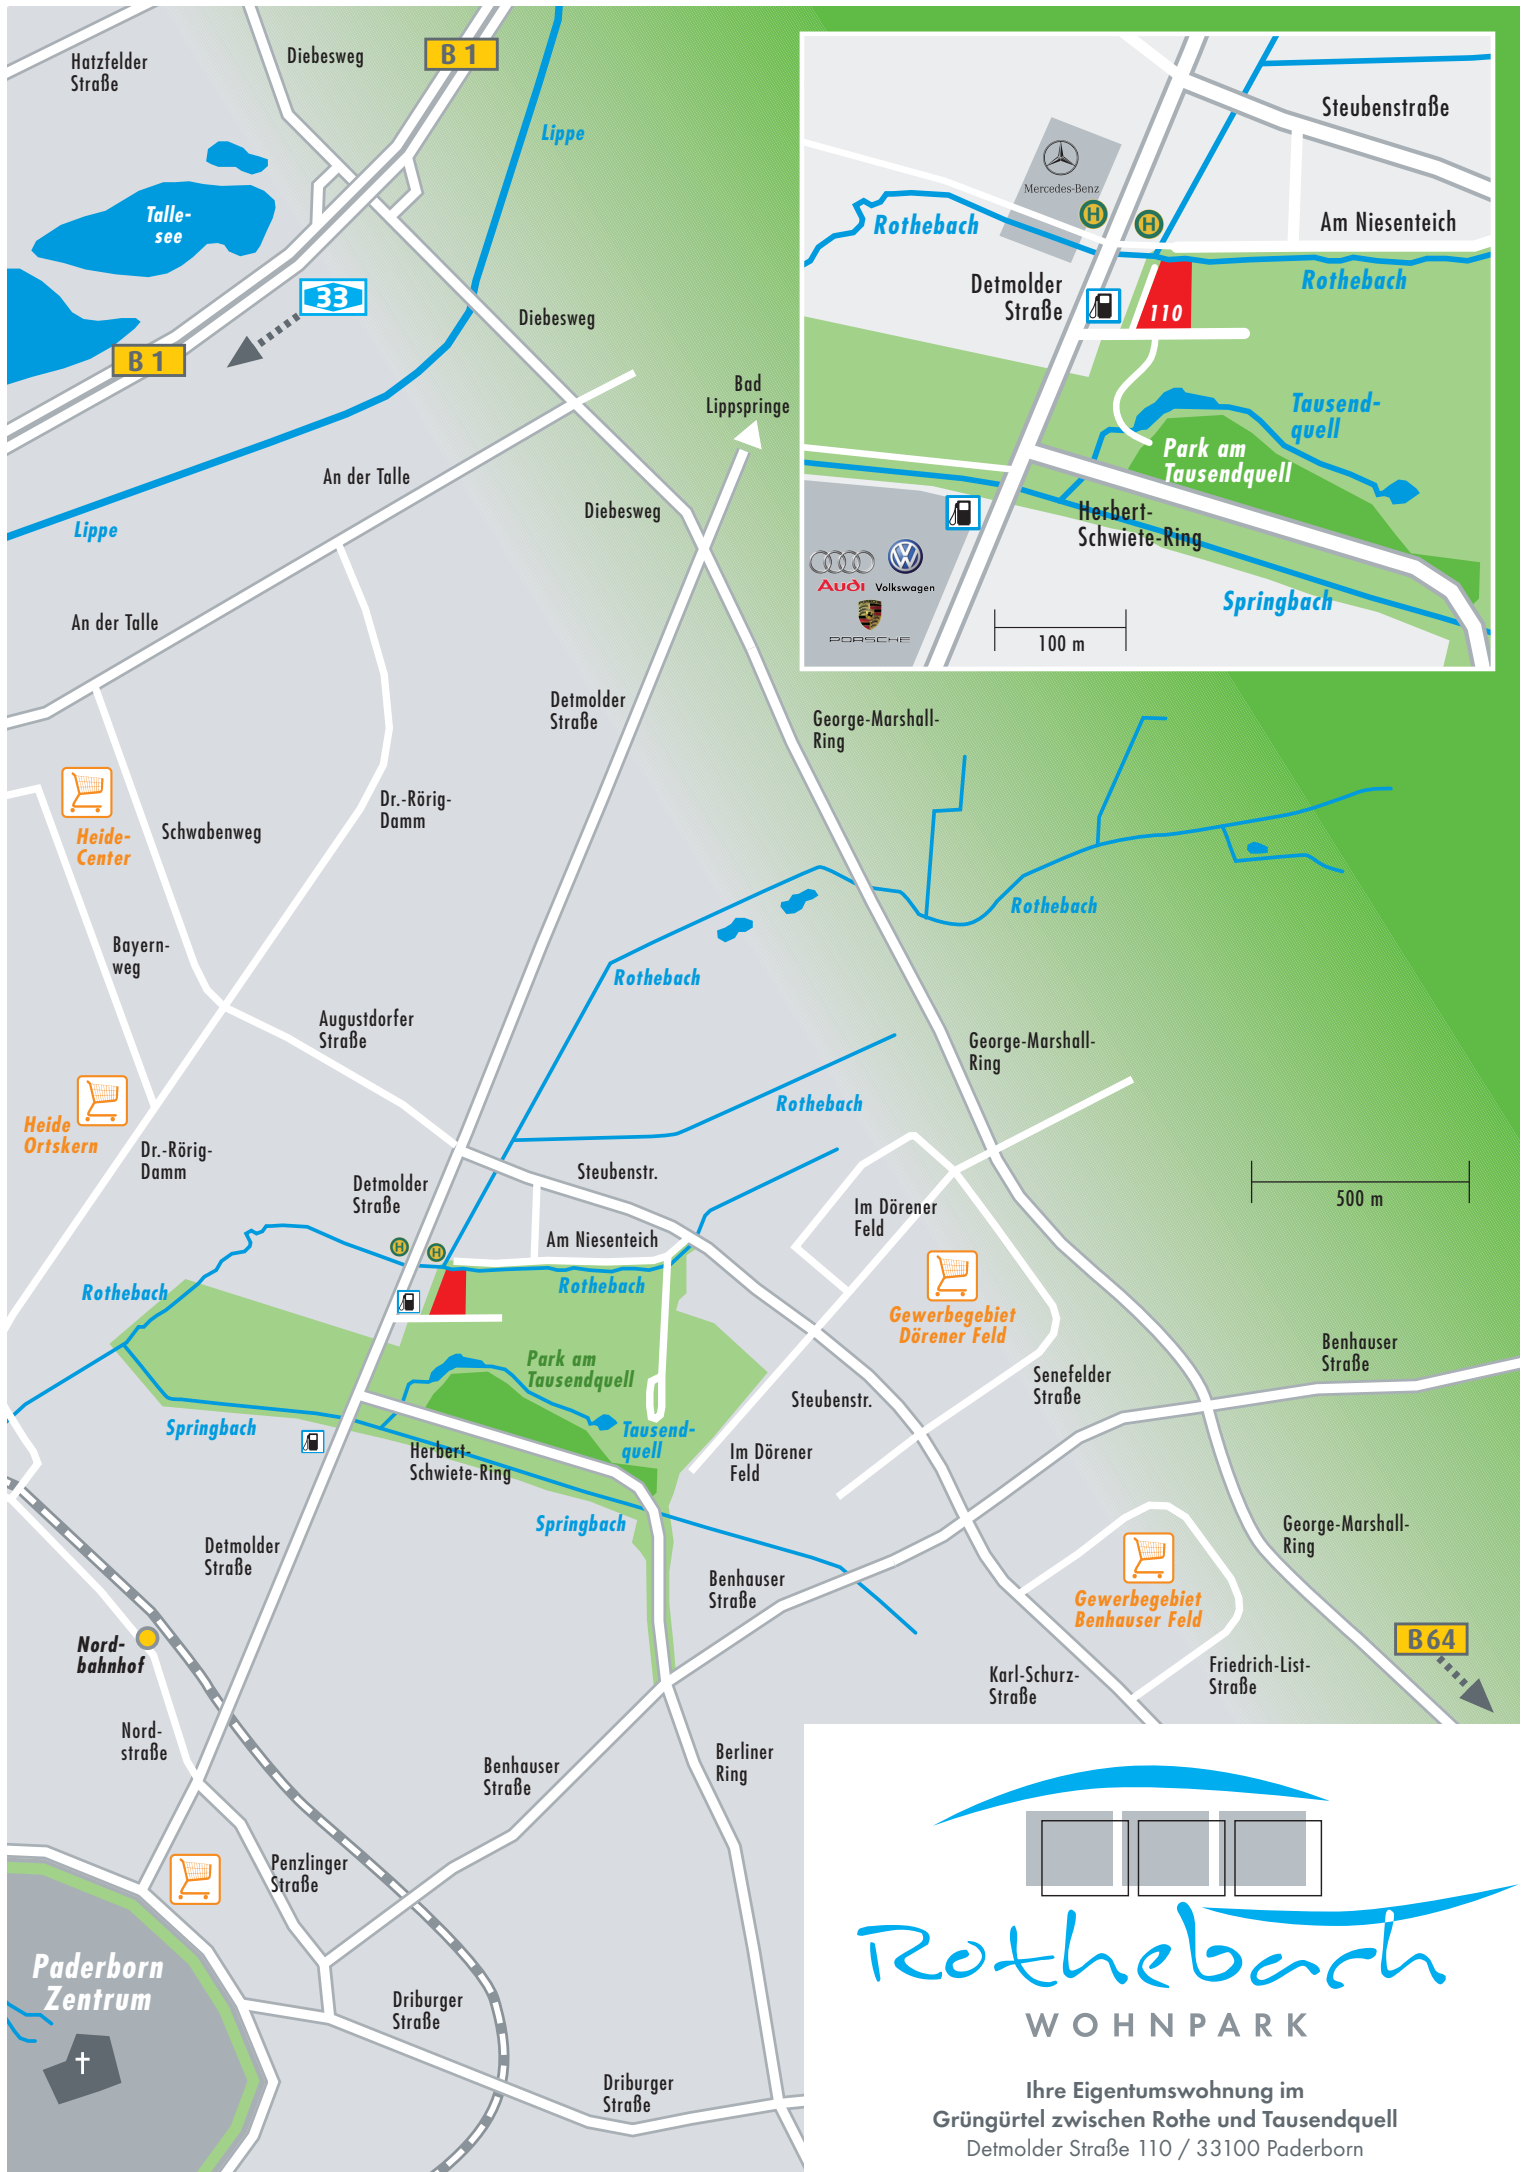 Hatzfelder
Straße
Diebesweg
B 1
Lippe
Talle-
see
33
B 1
Diebesweg
Bad
Lippspringe
An der Talle
Diebesweg
Lippe
An der Talle
Steubenstraße
Mercedes-Benz
H
H
Rothebach
Am Niesenteich
Rothebach
Detmolder
Straße
110
Tausend-
quell
Park am
Tausendquell
Herbert-
Schwiete-Ring
Audi
Volkswagen
PORSCHE
Springbach
100 m
Detmolder
Straße
George-Marshall-
Ring
Heide-
Center
Schwabenweg
Dr.-Rörig-
Damm
Rothebach
Bayern-
weg
Rothebach
Augustdorfer
Straße
George-Marshall-
Ring
Rothebach
Heide
Ortskern
Dr.-Rörig-
Damm
Detmolder
Straße
Steubenstr.
500 m
Im Dörener
Feld
H
H
Am Niesenteich
Rothebach
Rothebach
Gewerbegebiet
Dörener Feld
Benhauser
Straße
Park am
Tausendquell
Senefelder
Straße
Steubenstr.
Springbach
Tausend-
quell
Herbert-
Schwiete-Ring
Im Dörener
Feld
Springbach
George-Marshall-
Ring
Detmolder
Straße
Benhauser
Straße
Gewerbegebiet
Benhauser Feld
B 64
Nord-
bahnhof
Karl-Schurz-
Straße
Friedrich-List-
Straße
Nord-
straße
Benhauser
Straße
Berliner
Ring
Penzlinger
Straße
Paderborn
Zentrum
Driburger
Straße
Driburger
Straße
Rothebach
WOHNPARK
Ihre Eigentumswohnung im
Grüngürtel zwischen Rothe und Tausendquell
Detmolder Straße 110 / 33100 Paderborn